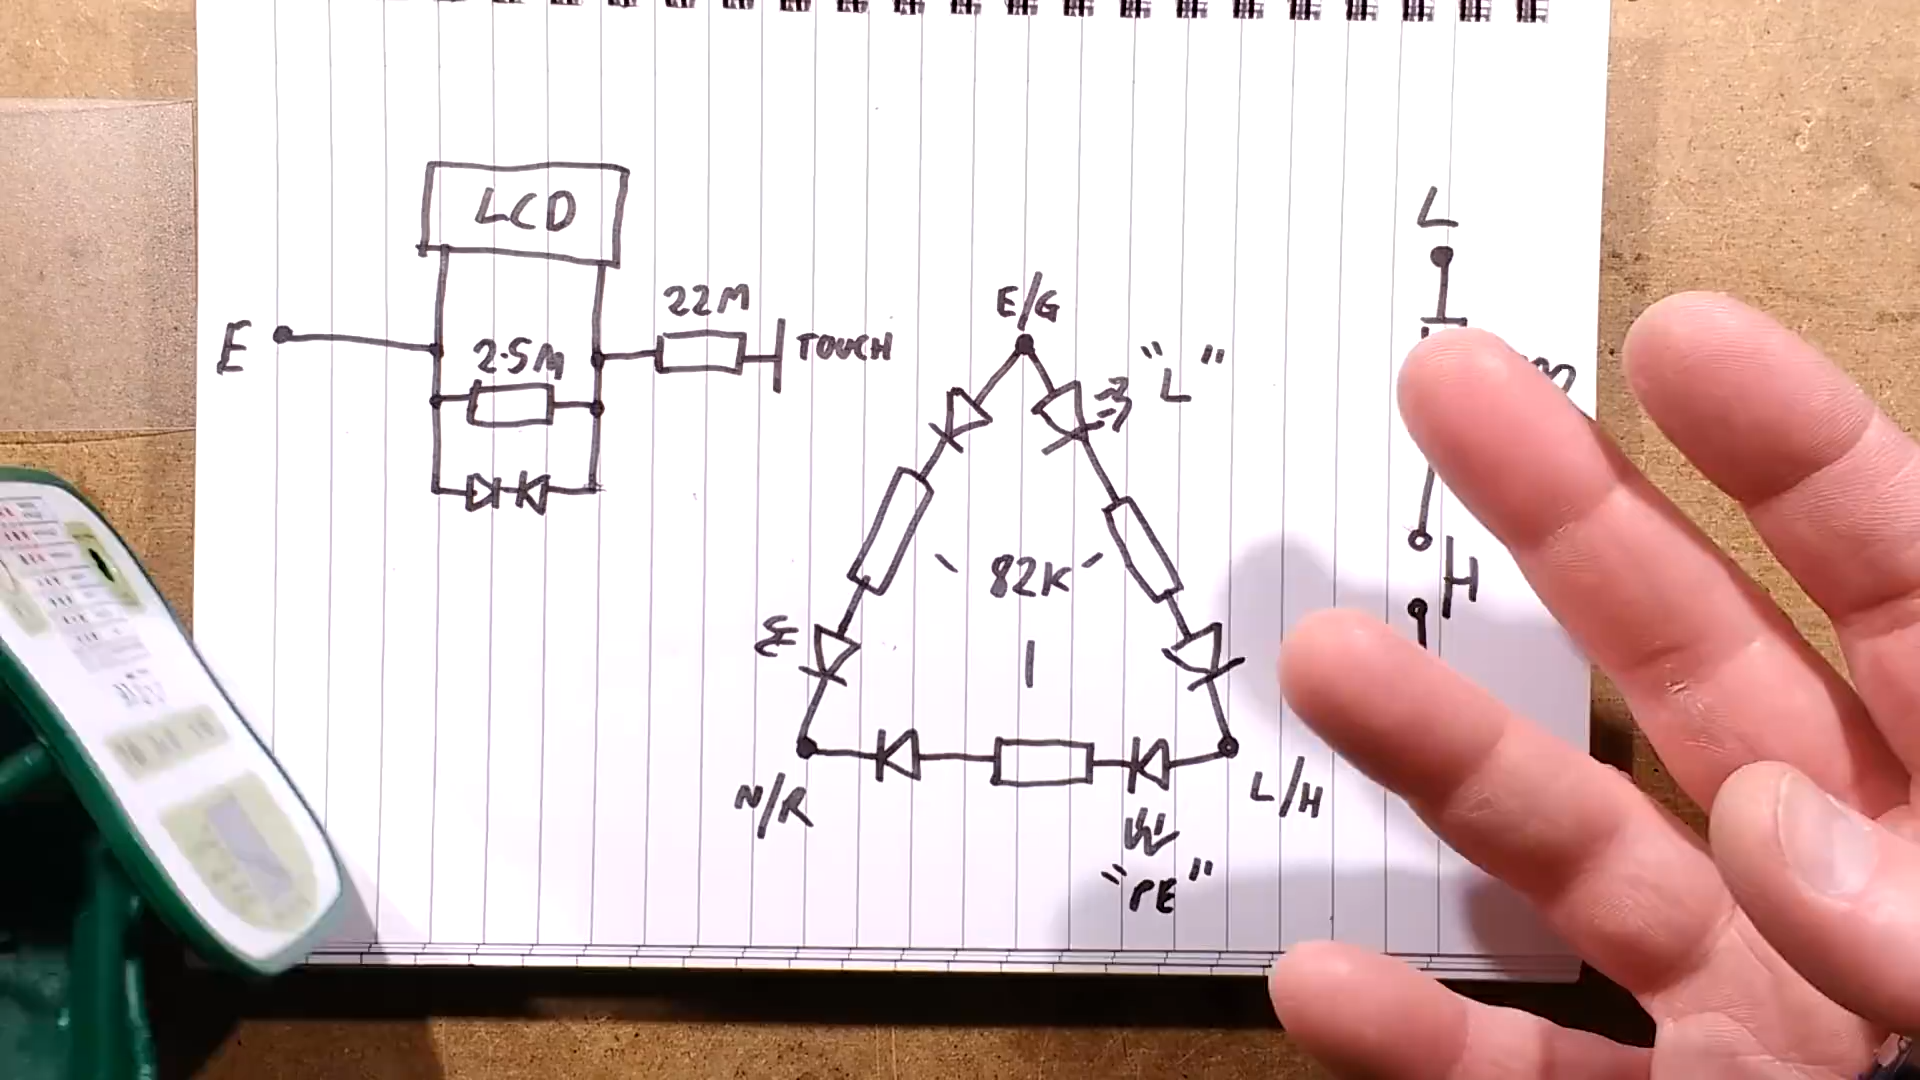 LCD
E
2.5M
22M
TOUCH
E/G
"L"
82K
N/R
L/H
"PE"
L
H